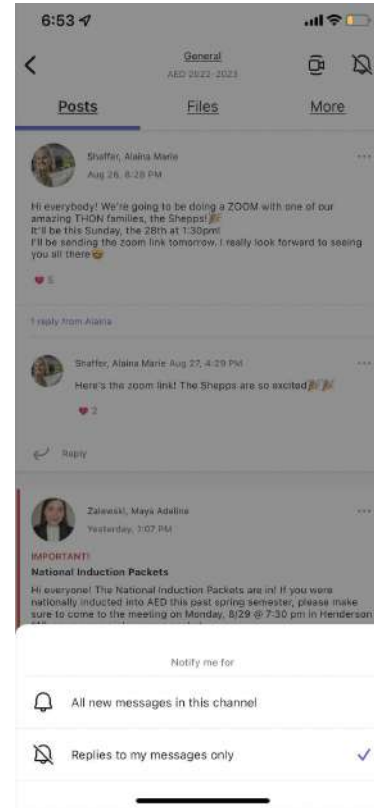 6:53
General
AED 2022-2023
Posts Files More
Shaffer, Alaina Marie
Aug 26, 8:28 PM
Hi everybody! We're going to be doing a ZOOM with one of our
amazing THON families, the Shepps!🎉
It'll be this Sunday, the 28th at 1:30pm!
I'll be sending the zoom link tomorrow. I really look forward to seeing
you all there🤩
5
1 reply from Alaina
Shaffer, Alaina Marie Aug 27, 4:29 PM
Here's the zoom link! The Shepps are so excited🎉🎉
2
Reply
Zalewski, Maya Adeline
Yesterday, 1:07 PM
IMPORTANT!
National Induction Packets
Hi everyone! The National Induction Packets are in! If you were
nationally inducted into AED this past spring semester, please make
sure to come to the meeting on Monday, 8/29 @ 7:30 pm in Henderson
Notify me for
All new messages in this channel
Replies to my messages only